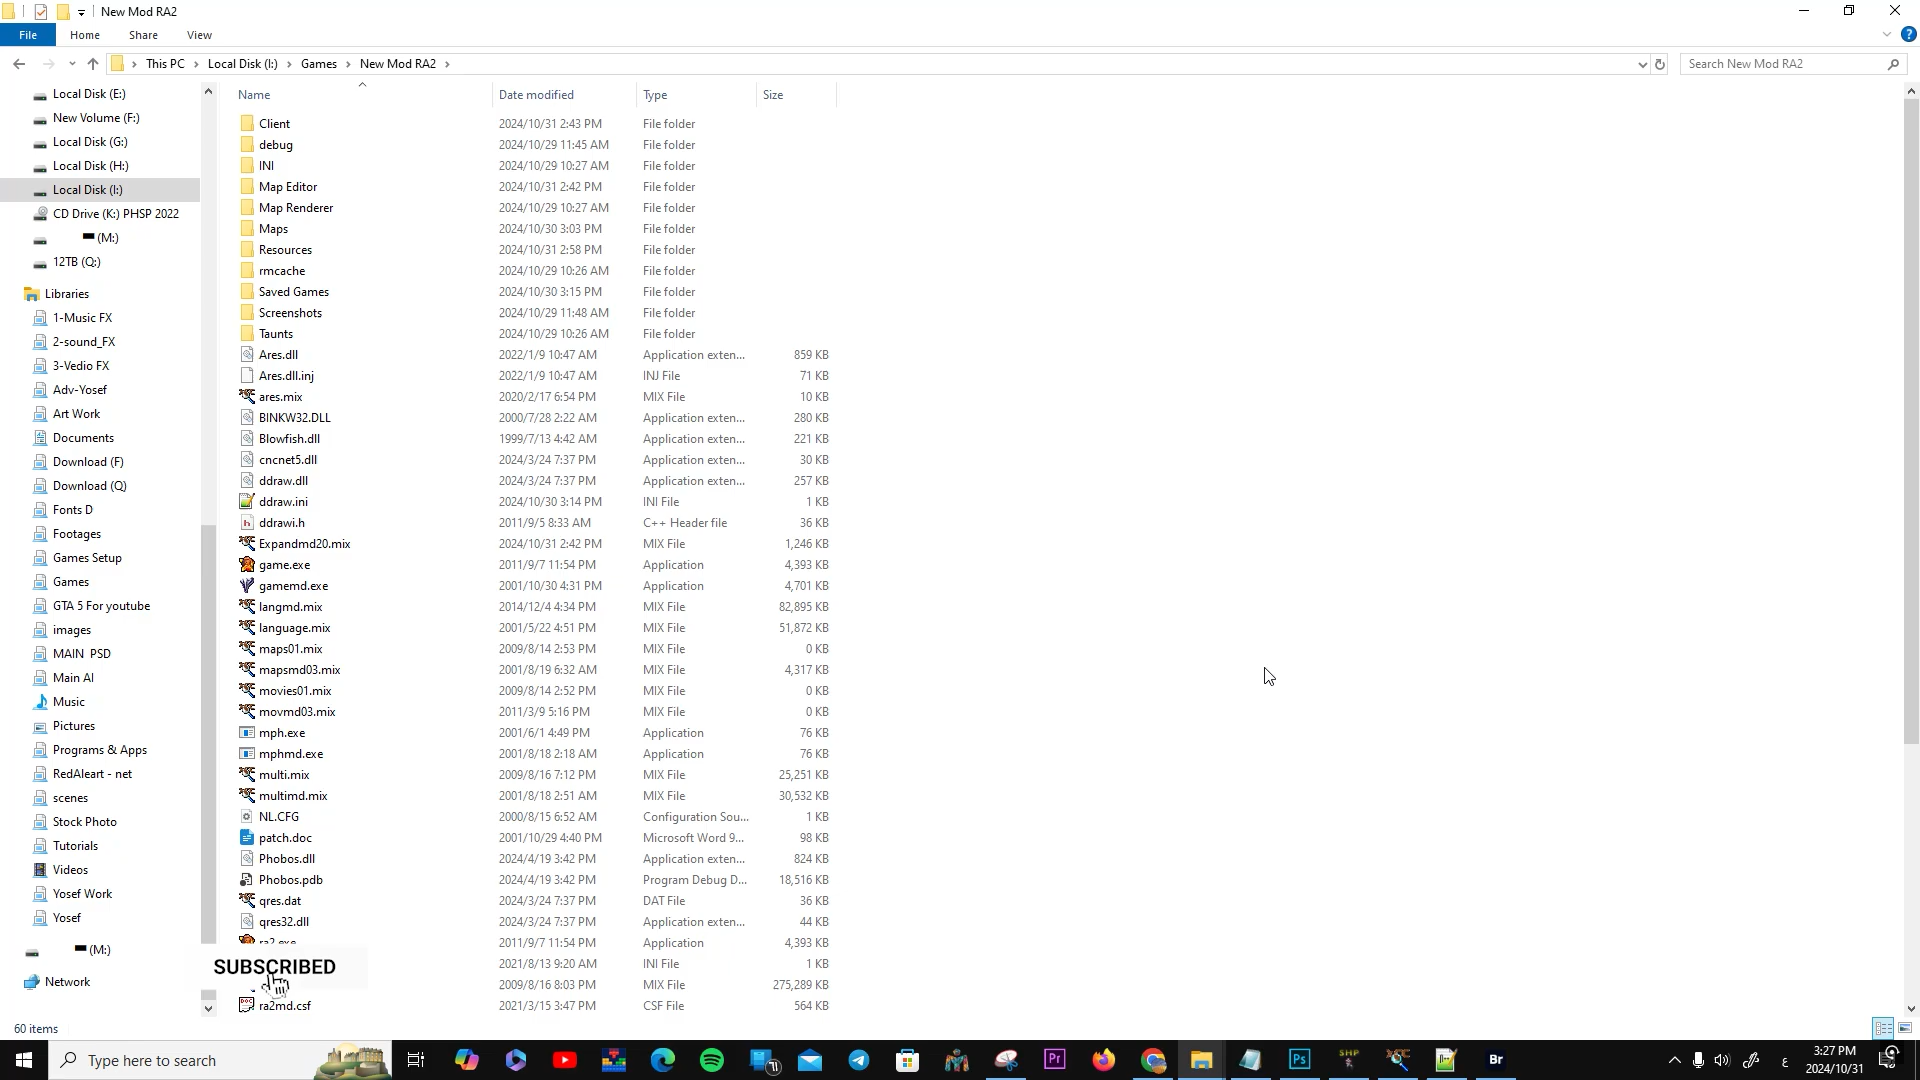 New Mod RA2
File Home Share View
This PC Local Disk (I:) Games New Mod RA2
Search New Mod RA2
Local Disk (E:)
New Volume (F:)
Local Disk (G:)
Local Disk (H:)
Local Disk (I:)
CD Drive (K:) PHSP 2022
(M:)
12TB (Q:)
Libraries
1-Music FX
2-sound_FX
3-Vedio FX
Adv-Yosef
Art Work
Documents
Download (F)
Download (Q)
Fonts D
Footages
Games Setup
Games
GTA 5 For youtube
images
MAIN PSD
Main AI
Music
Pictures
Programs & Apps
RedAleart - net
scenes
Stock Photo
Tutorials
Videos
Yosef Work
Yosef
(M:)
Network
Name Date modified Type Size
Client 2024/10/31 2:43 PM File folder
debug 2024/10/29 11:45 AM File folder
INI 2024/10/29 10:27 AM File folder
Map Editor 2024/10/31 2:42 PM File folder
Map Renderer 2024/10/29 10:27 AM File folder
Maps 2024/10/30 3:03 PM File folder
Resources 2024/10/31 2:58 PM File folder
rmcache 2024/10/29 10:26 AM File folder
Saved Games 2024/10/30 3:15 PM File folder
Screenshots 2024/10/29 11:48 AM File folder
Taunts 2024/10/29 10:26 AM File folder
Ares.dll 2022/1/9 10:47 AM Application exten... 859 KB
Ares.dll.inj 2022/1/9 10:47 AM INJ File 71 KB
ares.mix 2020/2/17 6:54 PM MIX File 10 KB
BINKW32.DLL 2000/7/28 2:22 AM Application exten... 280 KB
Blowfish.dll 1999/7/13 4:42 AM Application exten... 221 KB
cncnet5.dll 2024/3/24 7:37 PM Application exten... 30 KB
ddraw.dll 2024/3/24 7:37 PM Application exten... 257 KB
ddraw.ini 2024/10/30 3:14 PM INI File 1 KB
ddrawi.h 2011/9/5 8:33 AM C++ Header file 36 KB
Expandmd20.mix 2024/10/31 2:42 PM MIX File 1,246 KB
game.exe 2011/9/7 11:54 PM Application 4,393 KB
gamemd.exe 2001/10/30 4:31 PM Application 4,701 KB
langmd.mix 2014/12/4 4:34 PM MIX File 82,895 KB
language.mix 2001/5/22 4:51 PM MIX File 51,872 KB
maps01.mix 2009/8/14 2:53 PM MIX File 0 KB
mapsmd03.mix 2001/8/19 6:32 AM MIX File 4,317 KB
movies01.mix 2009/8/14 2:52 PM MIX File 0 KB
movmd03.mix 2011/3/9 5:16 PM MIX File 0 KB
mph.exe 2001/6/1 4:49 PM Application 76 KB
mphmd.exe 2001/8/18 2:18 AM Application 76 KB
multi.mix 2009/8/16 7:12 PM MIX File 25,251 KB
multimd.mix 2001/8/18 2:51 AM MIX File 30,532 KB
NL.CFG 2000/8/15 6:52 AM Configuration Sou... 1 KB
patch.doc 2001/10/29 4:40 PM Microsoft Word 9... 98 KB
Phobos.dll 2024/4/19 3:42 PM Application exten... 824 KB
Phobos.pdb 2024/4/19 3:42 PM Program Debug D... 18,516 KB
qres.dat 2024/3/24 7:37 PM DAT File 36 KB
qres32.dll 2024/3/24 7:37 PM Application exten... 44 KB
ra2.exe 2011/9/7 11:54 PM Application 4,393 KB
2021/8/13 9:20 AM INI File 1 KB
2009/8/16 8:03 PM MIX File 275,289 KB
ra2md.csf 2021/3/15 3:47 PM CSF File 564 KB
SUBSCRIBED
60 items
Type here to search
Pr
Ps
SHP
Br
ع
3:27 PM
2024/10/31